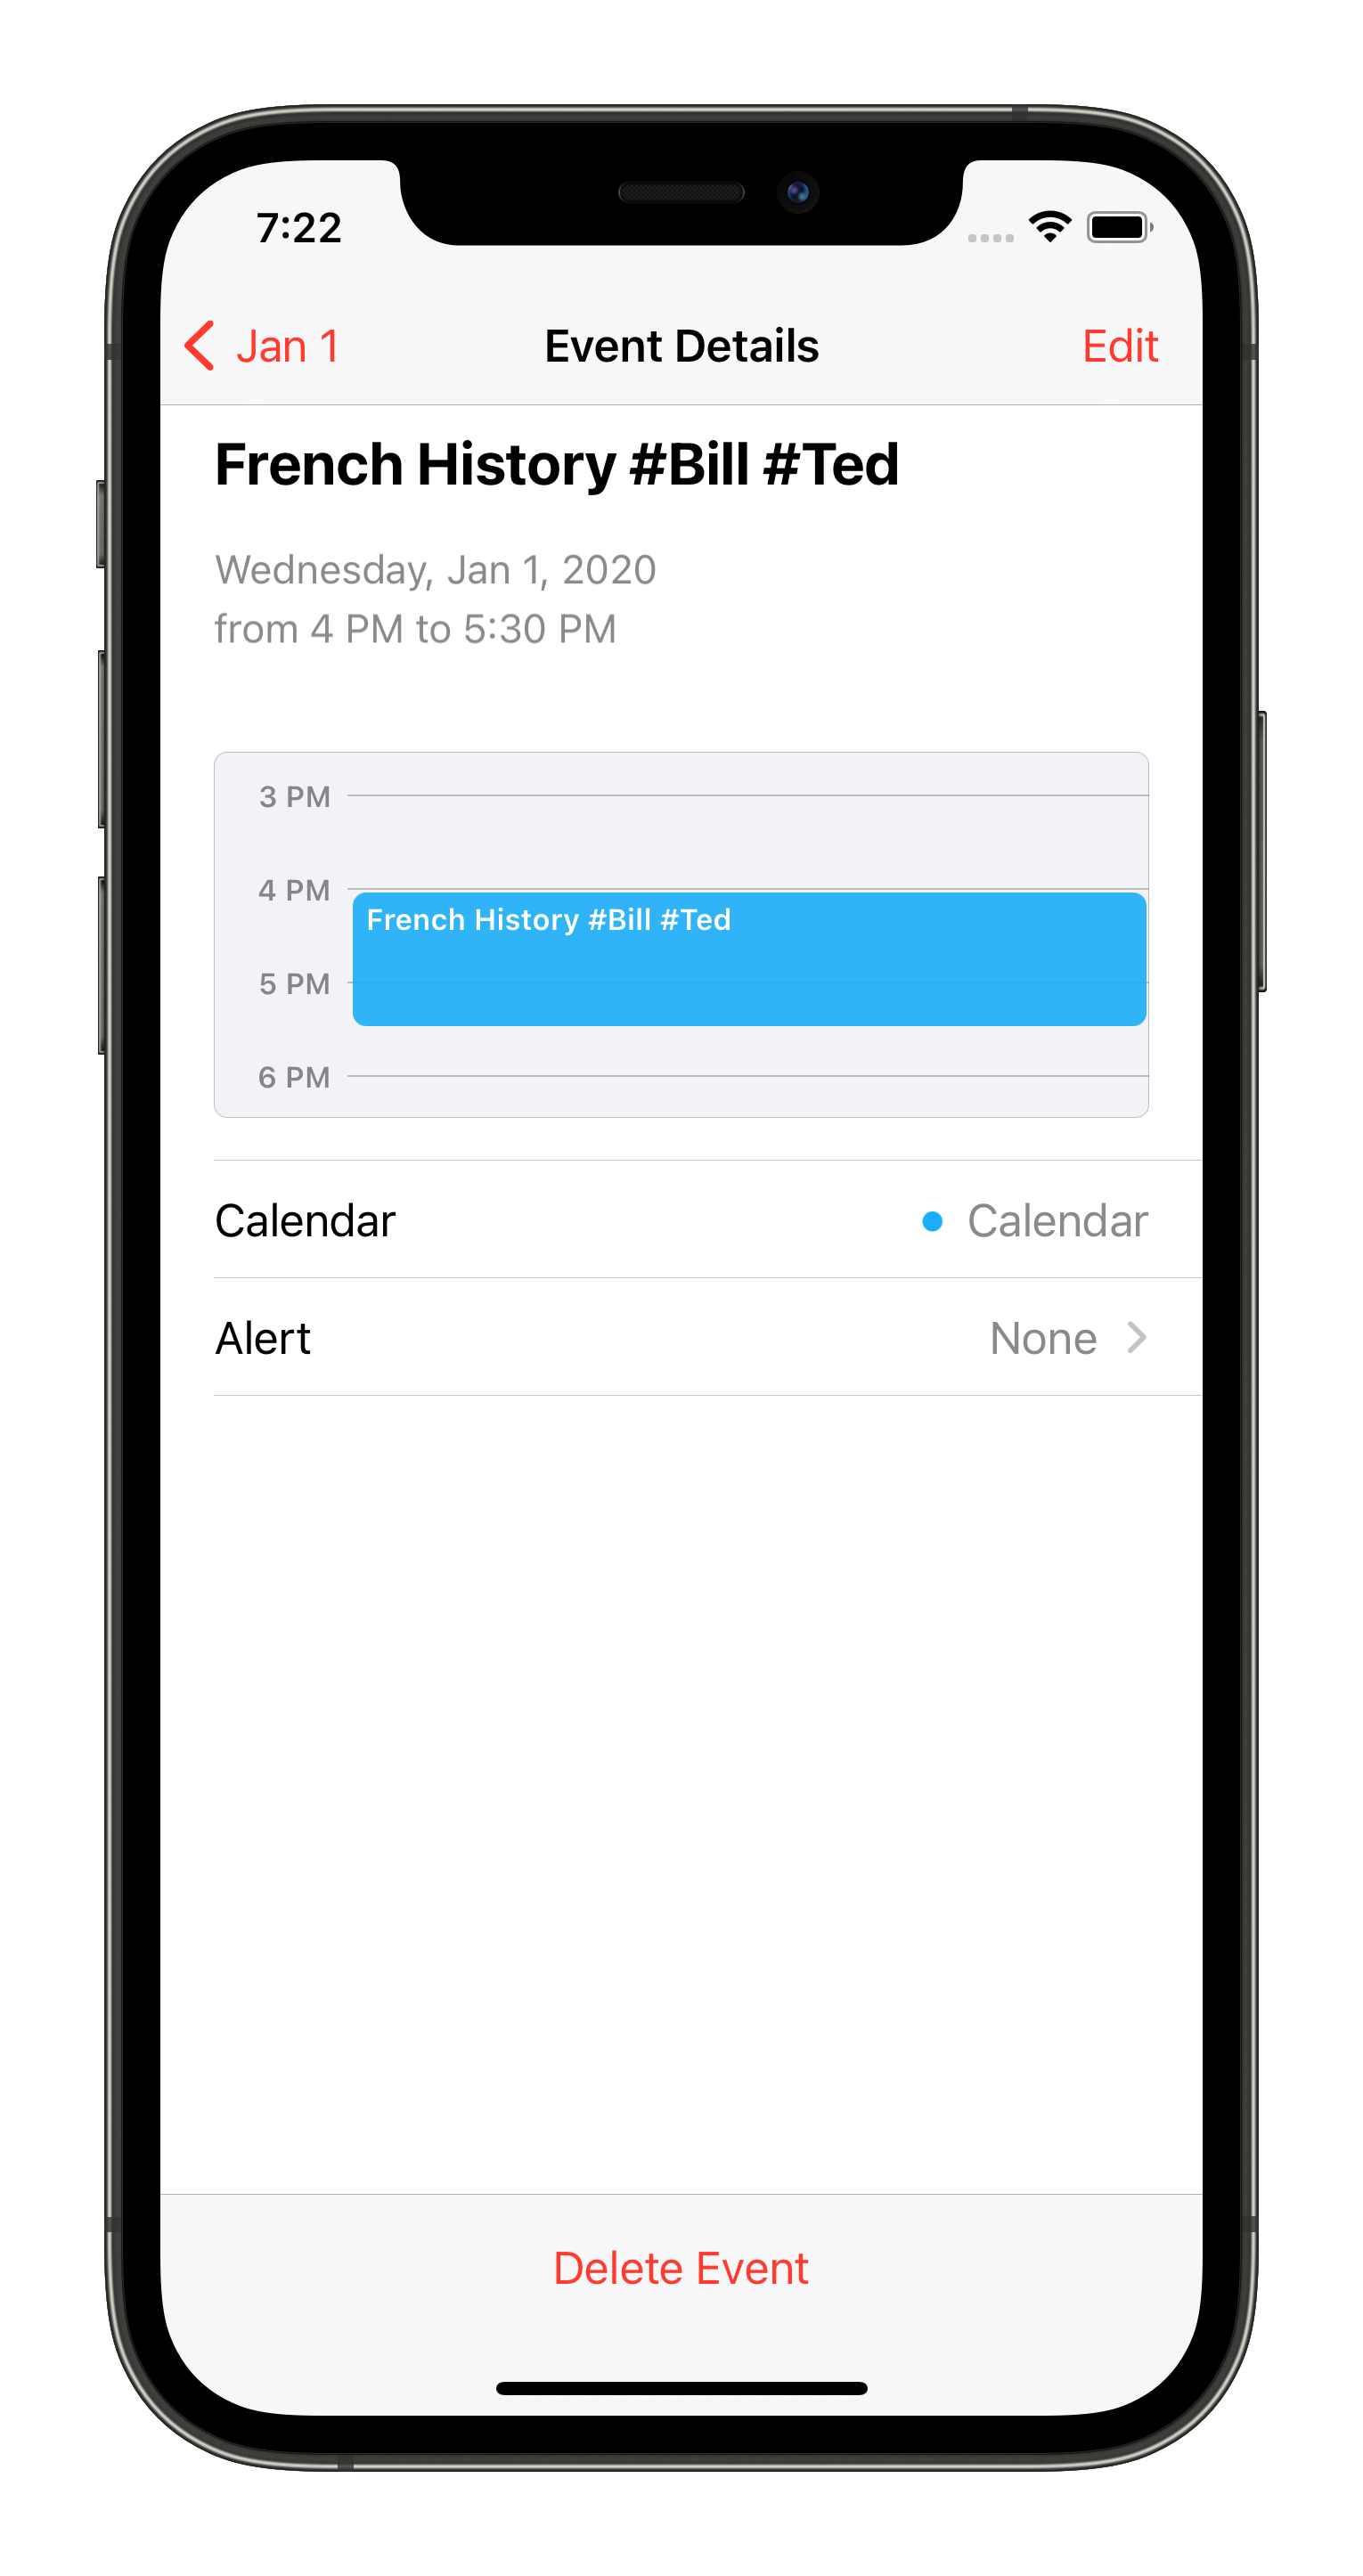 7:22
Jan 1 Event Details Edit
French History #Bill #Ted
Wednesday, Jan 1, 2020
from 4 PM to 5:30 PM
3 PM
4 PM
French History #Bill #Ted
5 PM
6 PM
Calendar Calendar
Alert None
Delete Event